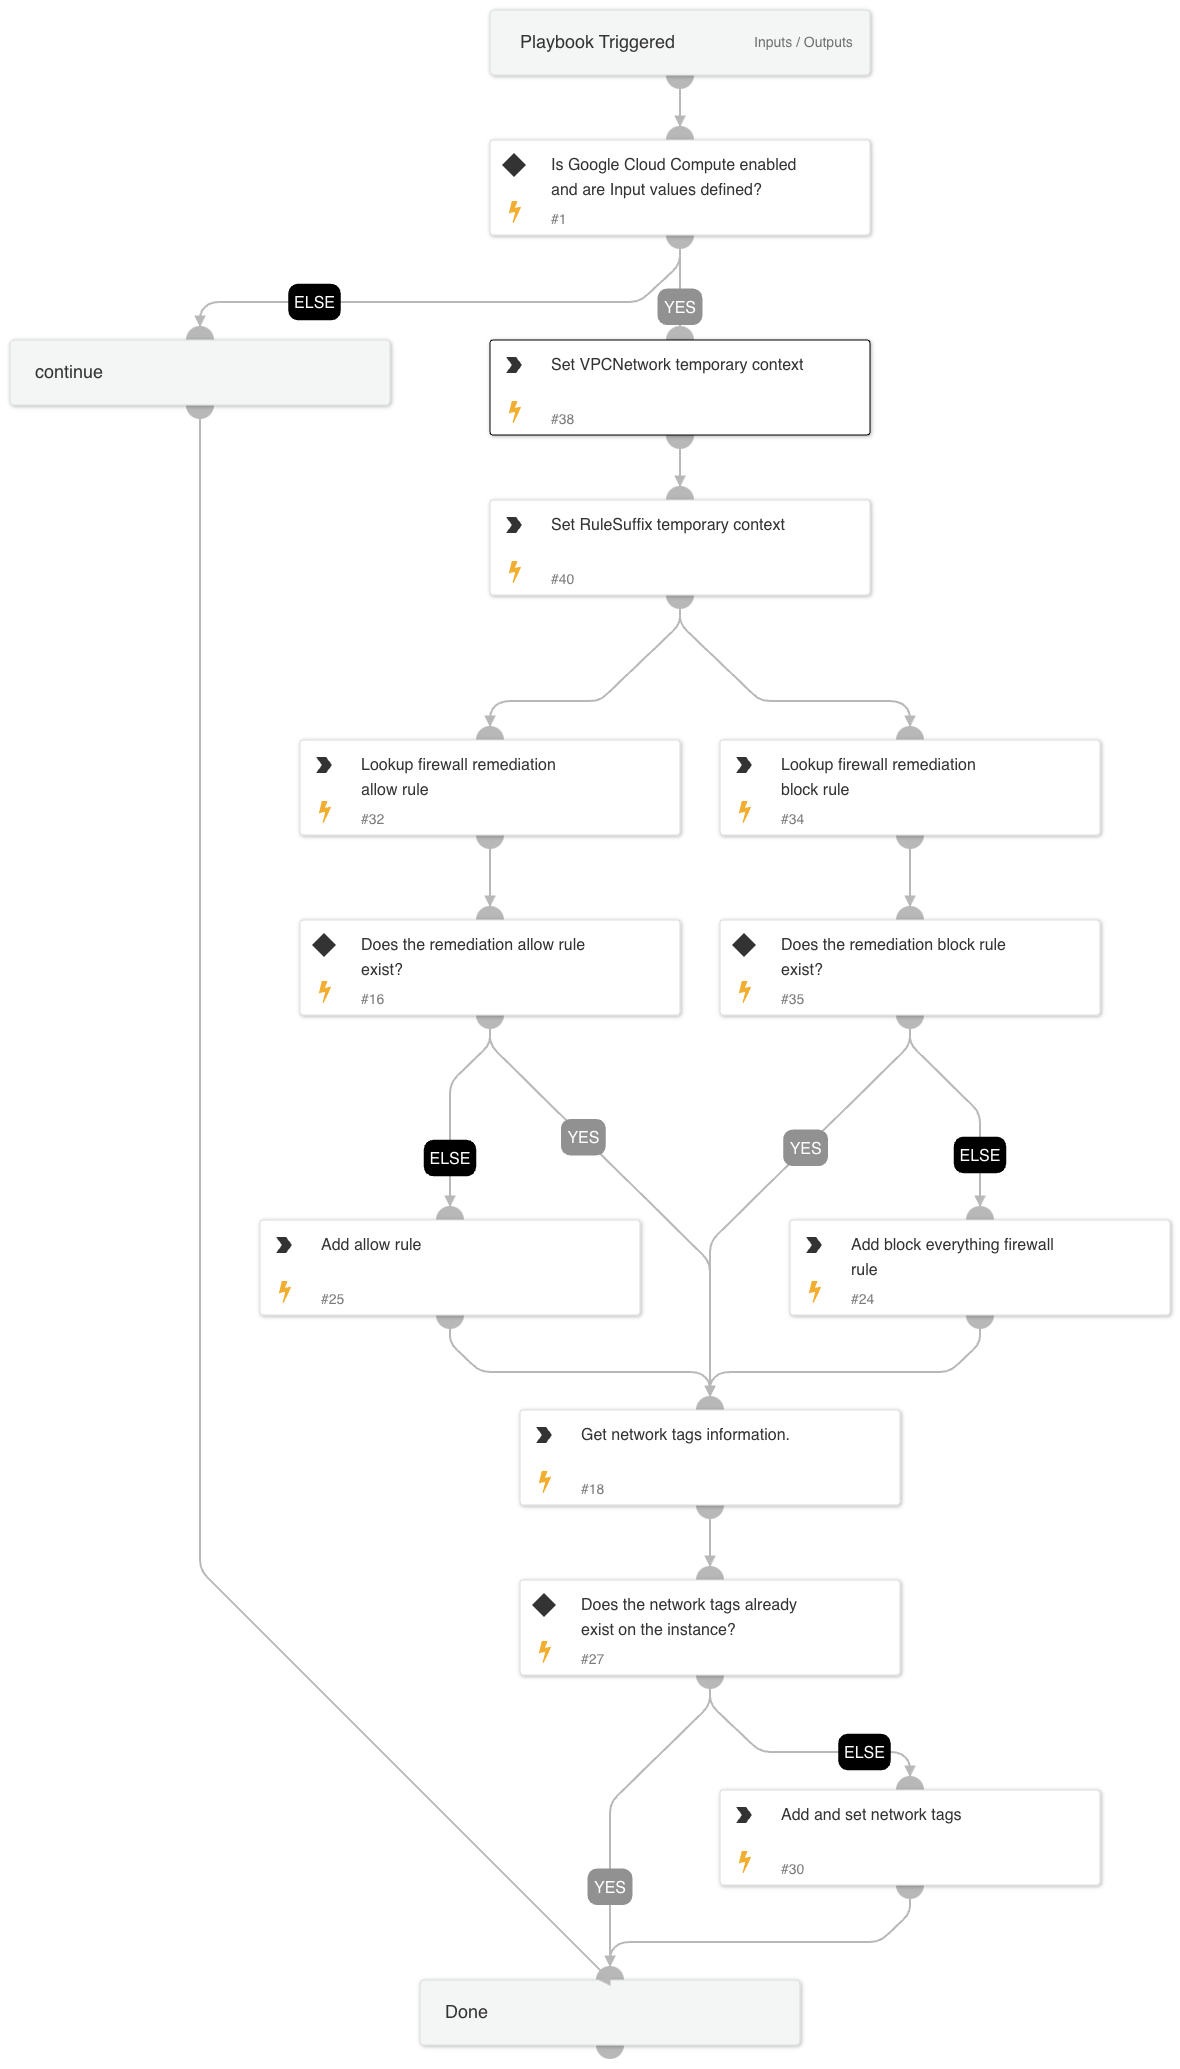 Playbook Triggered
Inputs / Outputs
Is Google Cloud Compute enabled
and are Input values defined?
#1
ELSE
YES
continue
Set VPCNetwork temporary context
#38
Set RuleSuffix temporary context
#40
Lookup firewall remediation
allow rule
#32
Lookup firewall remediation
block rule
#34
Does the remediation allow rule
exist?
#16
Does the remediation block rule
exist?
#35
ELSE
YES
YES
ELSE
Add allow rule
#25
Add block everything firewall
rule
#24
Get network tags information.
#18
Does the network tags already
exist on the instance?
#27
ELSE
Add and set network tags
#30
YES
Done